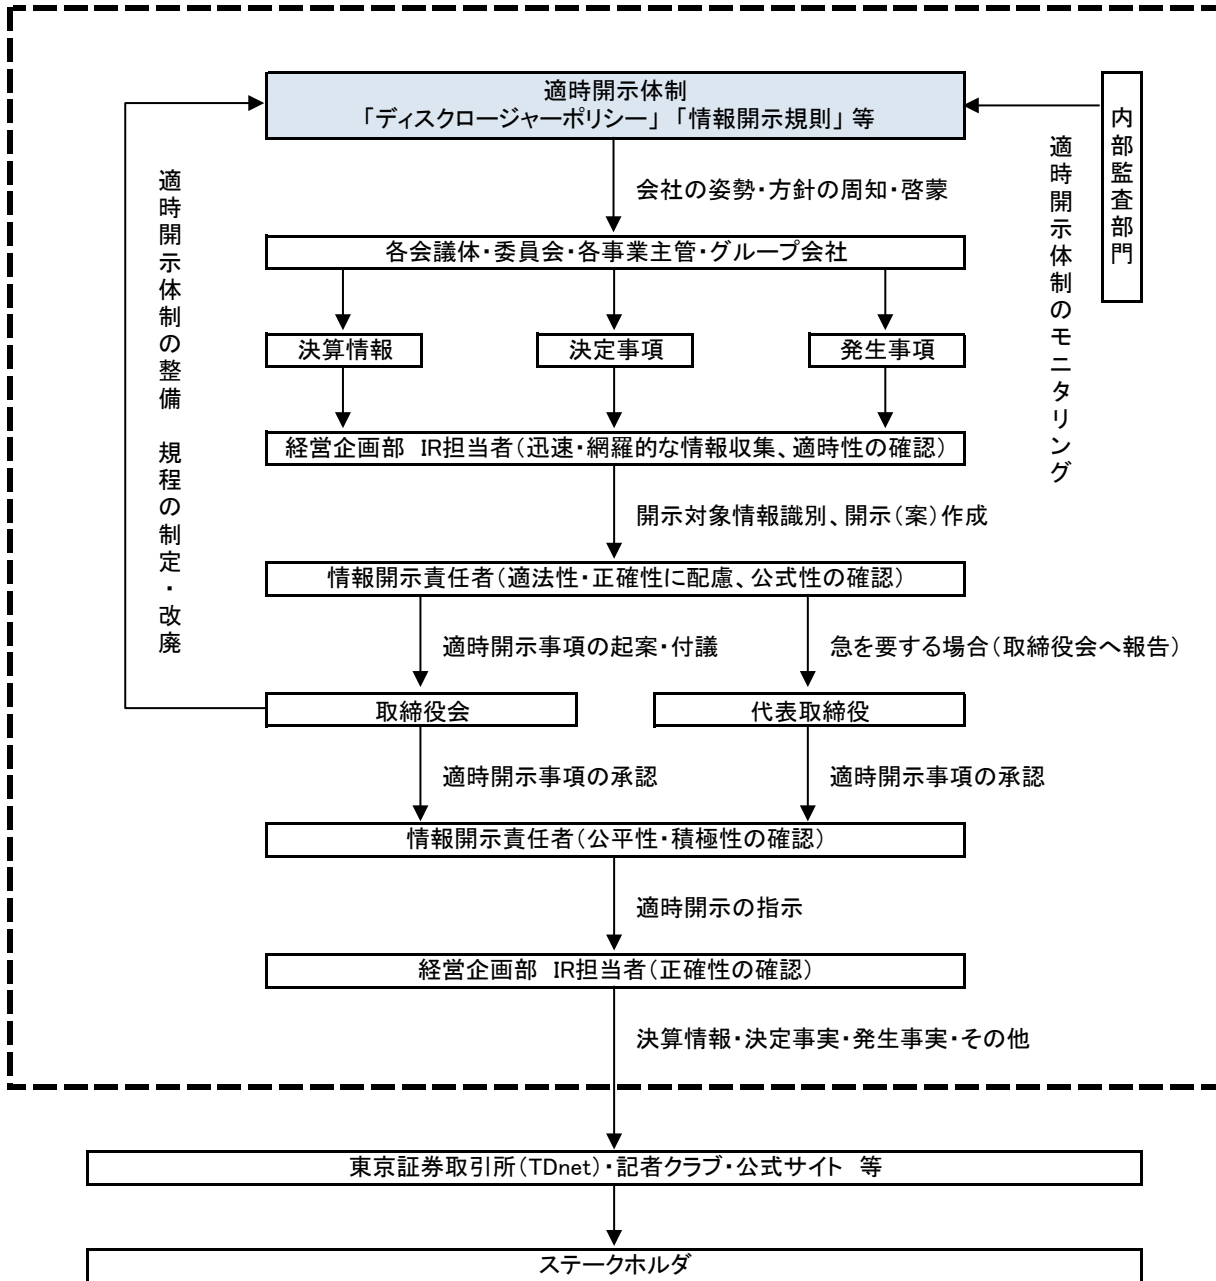 適時開示体制
「ディスクロージャーポリシー」「情報開示規則」等
内部監査部門
適時開示体制のモニタリング
適時開示体制の整備　規程の制定・改廃
会社の姿勢・方針の周知・啓蒙
各会議体・委員会・各事業主管・グループ会社
決算情報
決定事項
発生事項
経営企画部　IR担当者（迅速・網羅的な情報収集、適時性の確認）
開示対象情報識別、開示（案）作成
情報開示責任者（適法性・正確性に配慮、公式性の確認）
適時開示事項の起案・付議
急を要する場合（取締役会へ報告）
取締役会
代表取締役
適時開示事項の承認
適時開示事項の承認
情報開示責任者（公平性・積極性の確認）
適時開示の指示
経営企画部　IR担当者（正確性の確認）
決算情報・決定事実・発生事実・その他
東京証券取引所（TDnet）・記者クラブ・公式サイト　等
ステークホルダ